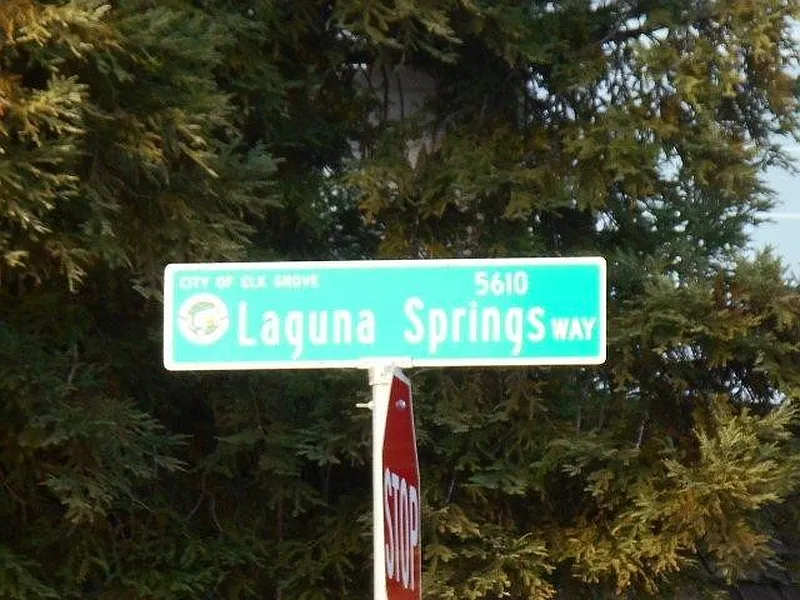 CITY OF ELK GROVE 5610
Laguna Springs WAY
STOP